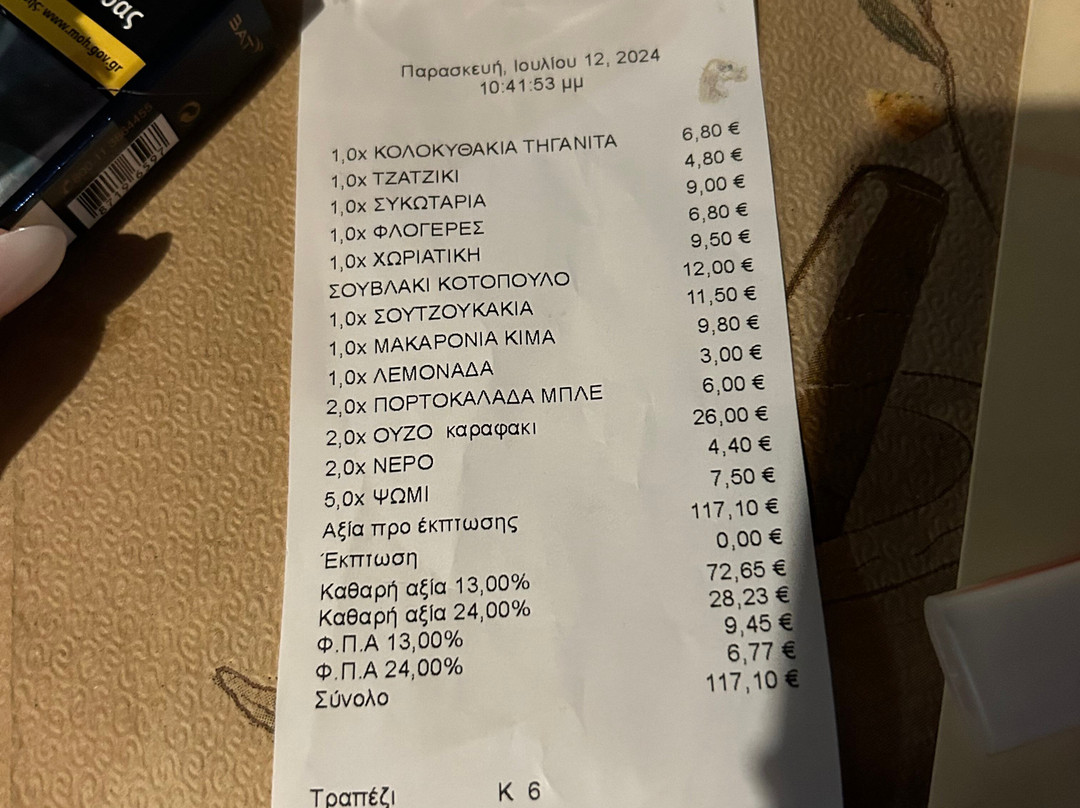 www.moh.gov.gr
BAT
Παρασκευή, Ιουλίου 12, 2024
10:41:53 μμ
1,0x ΚΟΛΟΚΥΘΑΚΙΑ ΤΗΓΑΝΙΤΑ 6,80 €
1,0x ΤΖΑΤΖΙΚΙ 4,80 €
1,0x ΣΥΚΩΤΑΡΙΑ 9,00 €
1,0x ΦΛΟΓΕΡΕΣ 6,80 €
1,0x ΧΩΡΙΑΤΙΚΗ 9,50 €
ΣΟΥΒΛΑΚΙ ΚΟΤΟΠΟΥΛΟ 12,00 €
1,0x ΣΟΥΤΖΟΥΚΑΚΙΑ 11,50 €
1,0x ΜΑΚΑΡΟΝΙΑ ΚΙΜΑ 9,80 €
1,0x ΛΕΜΟΝΑΔΑ 3,00 €
2,0x ΠΟΡΤΟΚΑΛΑΔΑ ΜΠΛΕ 6,00 €
2,0x ΟΥΖΟ καραφακι 26,00 €
2,0x ΝΕΡΟ 4,40 €
5,0x ΨΩΜΙ 7,50 €
Αξία προ έκπτωσης 117,10 €
Έκπτωση 0,00 €
Καθαρή αξία 13,00% 72,65 €
Καθαρή αξία 24,00% 28,23 €
Φ.Π.Α 13,00% 9,45 €
Φ.Π.Α 24,00% 6,77 €
Σύνολο 117,10 €
Τραπέζι Κ 6